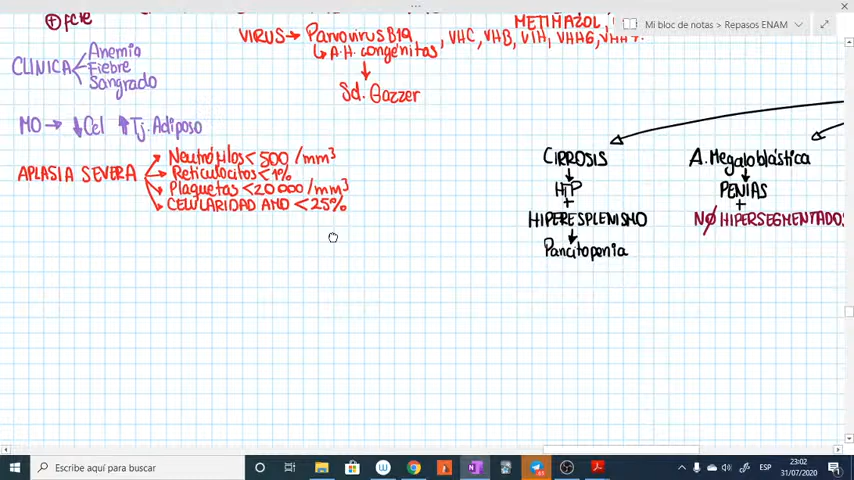 ⊕ pcte
METIMAZOL
VIRUS → Parvovirus B19, VHC, VHB, VIH, VHH6, VHH7.
↳ A.H. congénitas
↓
Sd. Gazzer
CLINICA
Anemia
Fiebre
Sangrado
MO → ↓Cel ↑Tj. Adiposo
APLASIA SEVERA
Neutrófilos < 500 /mm³
Reticulocitos < 1%
Plaquetas < 20 000 /mm³
CELULARIDAD AMO < 25%
CIRROSIS
↓
HTP
+
HIPERESPLENISMO
↓
Pancitopenia
A. Megaloblástica
↓
PENIAS
+
NØ HIPERSEGMENTADOS
Mi bloc de notas » Repasos ENAM
Escribe aquí para buscar
ESP
23:02
31/07/2020